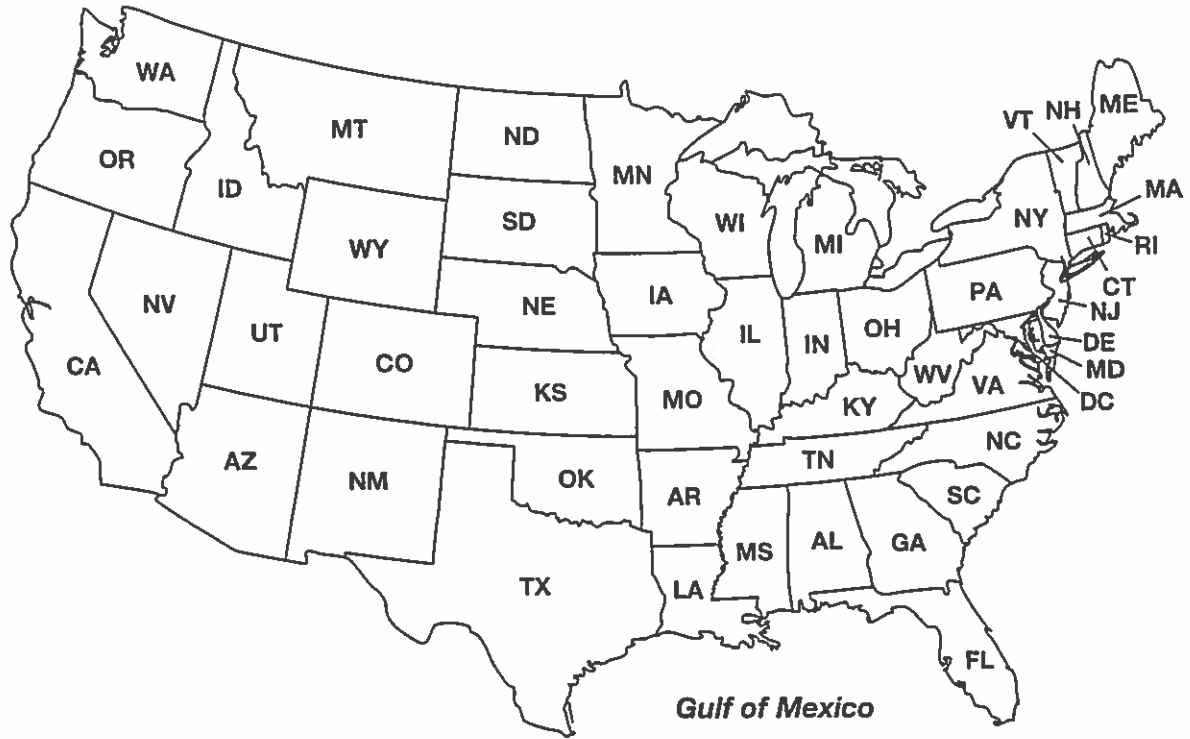 WA
MT
ND
MN
VT
NH
ME
OR
ID
SD
WI
MI
NY
MA
WY
RI
NV
NE
IA
PA
CT
NJ
UT
CO
IL
IN
OH
DE
MD
CA
KS
MO
WV
VA
DC
KY
AZ
NM
OK
AR
TN
NC
SC
TX
LA
MS
AL
GA
FL
Gulf of Mexico